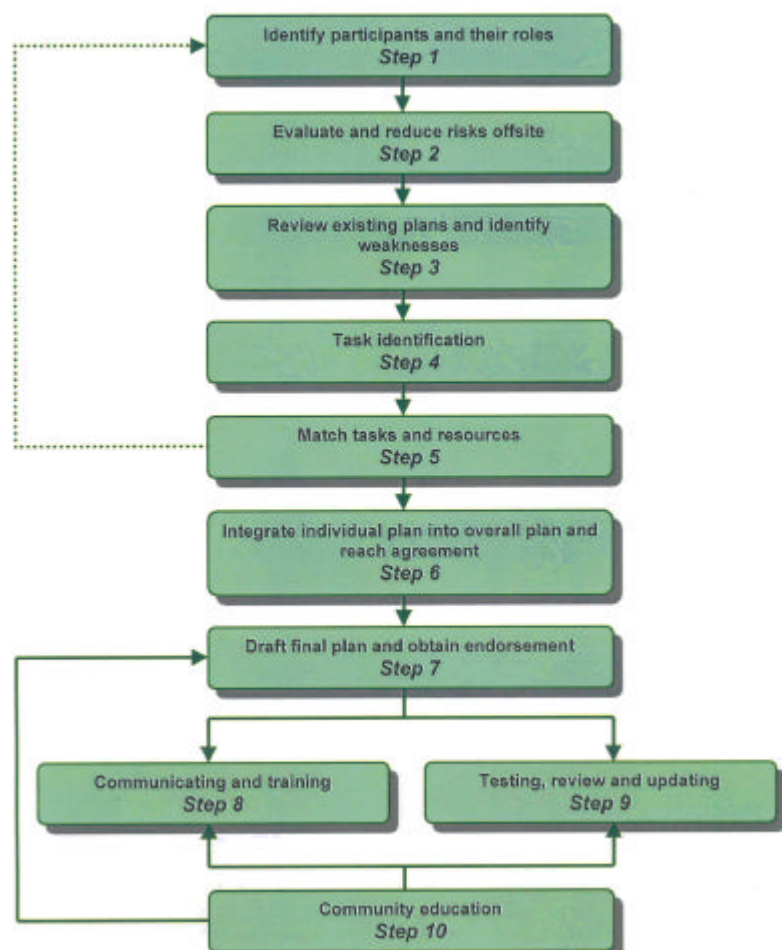 Identify participants and their roles
Step 1
Evaluate and reduce risks offsite
Step 2
Review existing plans and identify
weaknesses
Step 3
Task identification
Step 4
Match tasks and resources
Step 5
Integrate individual plan into overall plan and
reach agreement
Step 6
Draft final plan and obtain endorsement
Step 7
Communicating and training
Step 8
Testing, review and updating
Step 9
Community education
Step 10